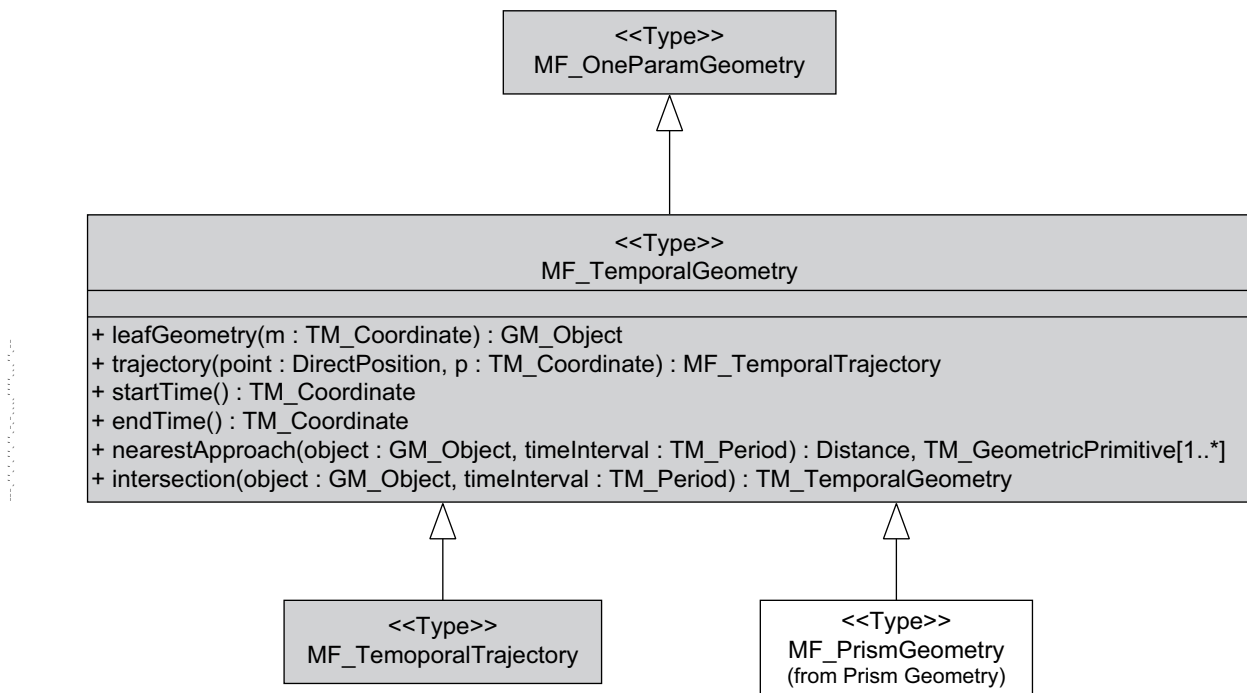 <<Type>>
MF_OneParamGeometry
<<Type>>
MF_TemporalGeometry
+ leafGeometry(m : TM_Coordinate) : GM_Object
+ trajectory(point : DirectPosition, p : TM_Coordinate) : MF_TemporalTrajectory
+ startTime() : TM_Coordinate
+ endTime() : TM_Coordinate
+ nearestApproach(object : GM_Object, timeInterval : TM_Period) : Distance, TM_GeometricPrimitive[1..*]
+ intersection(object : GM_Object, timeInterval : TM_Period) : TM_TemporalGeometry
<<Type>>
MF_TemoporalTrajectory
<<Type>>
MF_PrismGeometry
(from Prism Geometry)